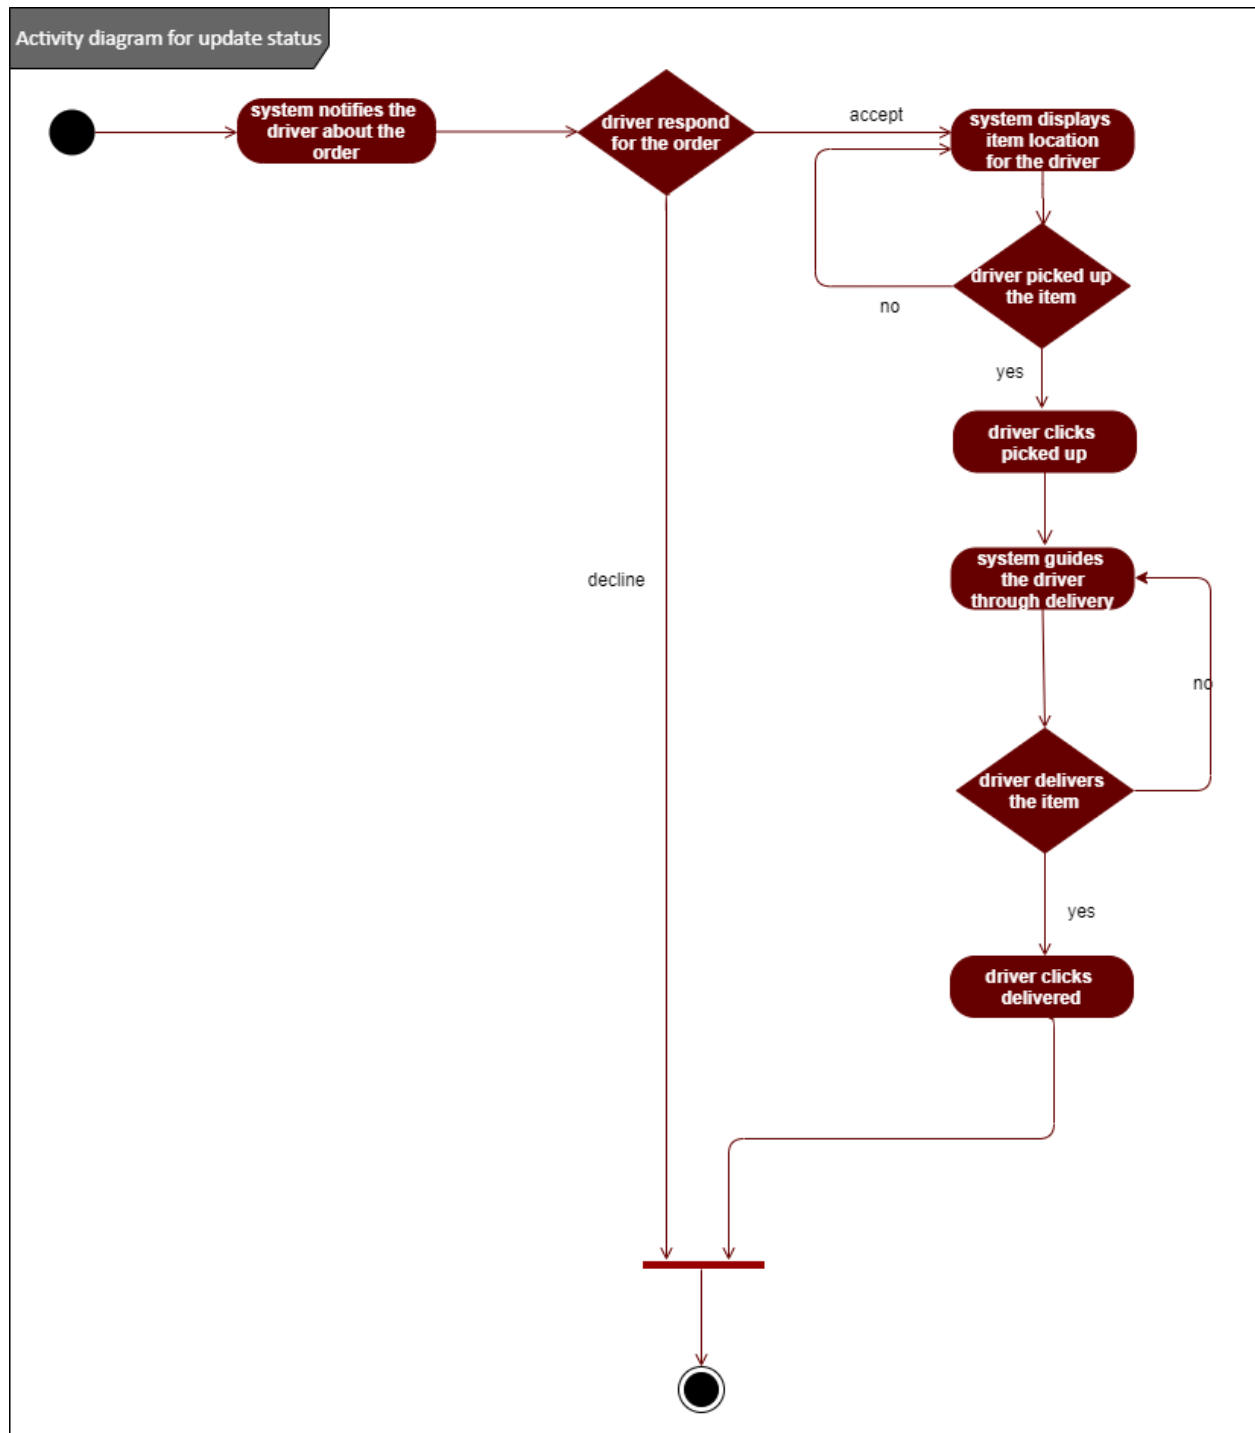 Activity diagram for update status
system notifies the
driver about the
order
driver respond
for the order
accept
system displays
item location
for the driver
driver picked up
the item
no
yes
driver clicks
picked up
system guides
the driver
through delivery
decline
no
driver delivers
the item
yes
driver clicks
delivered